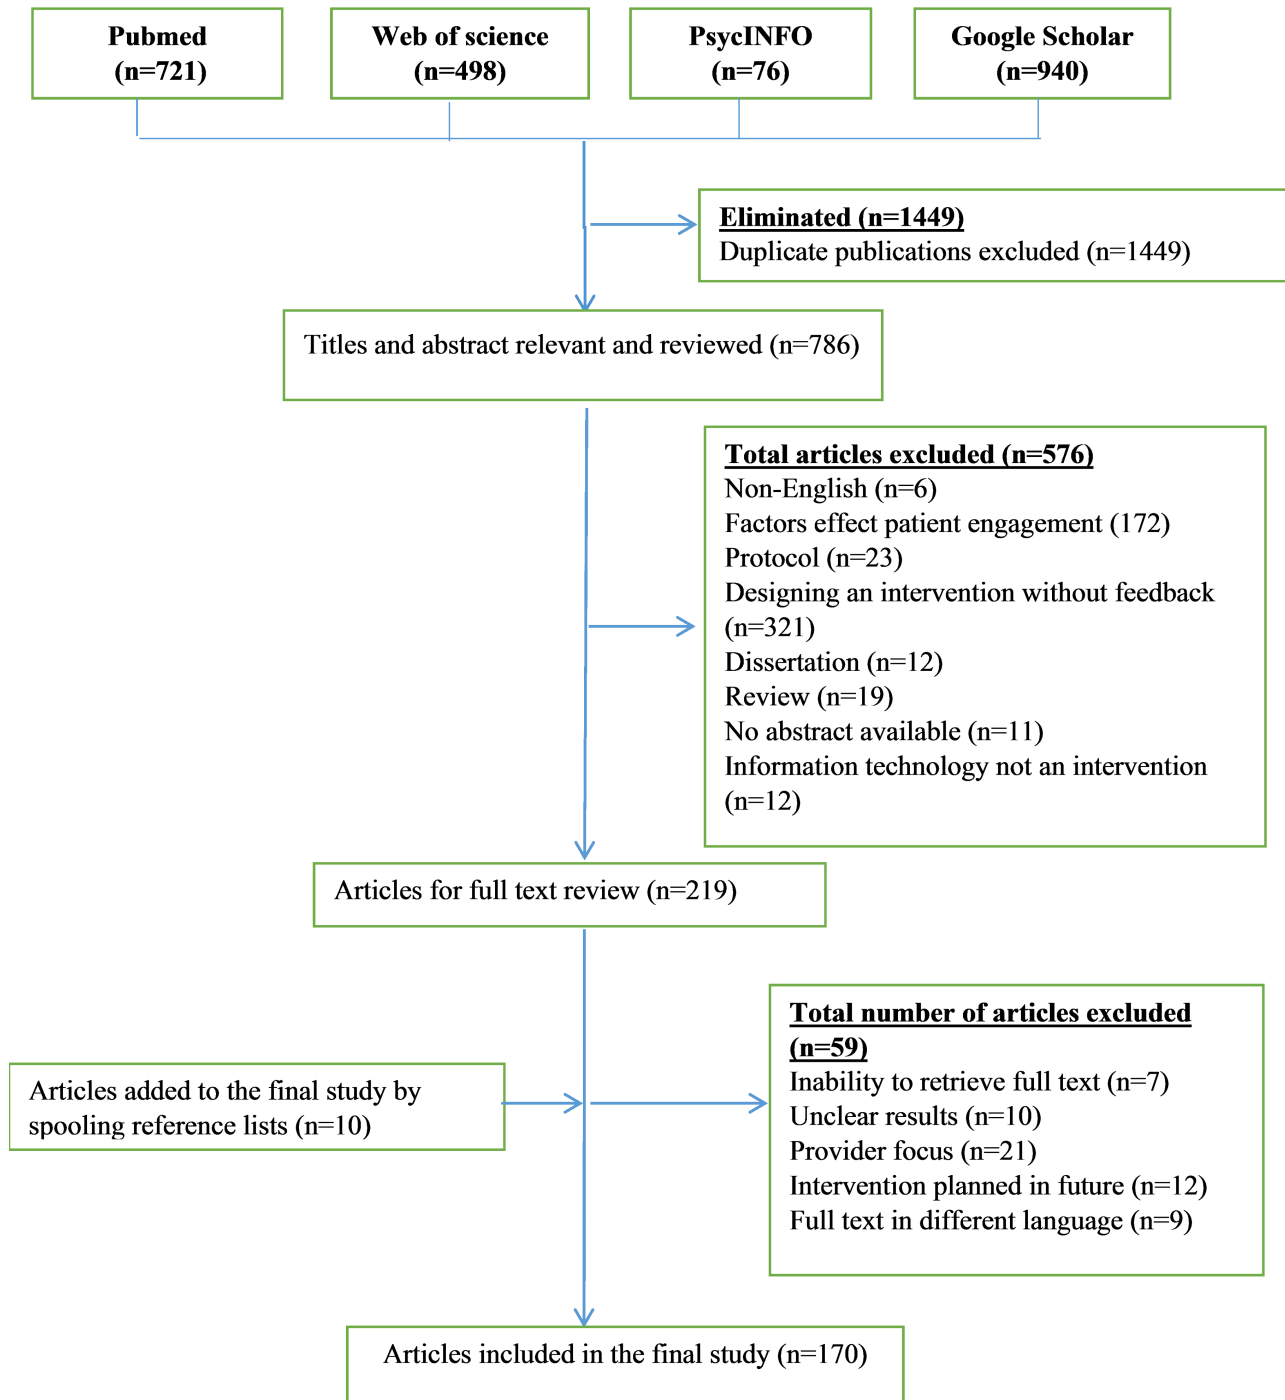 Pubmed
(n=721)
Web of science
(n=498)
PsycINFO
(n=76)
Google Scholar
(n=940)
Eliminated (n=1449)
Duplicate publications excluded (n=1449)
Titles and abstract relevant and reviewed (n=786)
Total articles excluded (n=576)
Non-English (n=6)
Factors effect patient engagement (172)
Protocol (n=23)
Designing an intervention without feedback
(n=321)
Dissertation (n=12)
Review (n=19)
No abstract available (n=11)
Information technology not an intervention
(n=12)
Articles for full text review (n=219)
Total number of articles excluded
(n=59)
Inability to retrieve full text (n=7)
Unclear results (n=10)
Provider focus (n=21)
Intervention planned in future (n=12)
Full text in different language (n=9)
Articles added to the final study by
spooling reference lists (n=10)
Articles included in the final study (n=170)